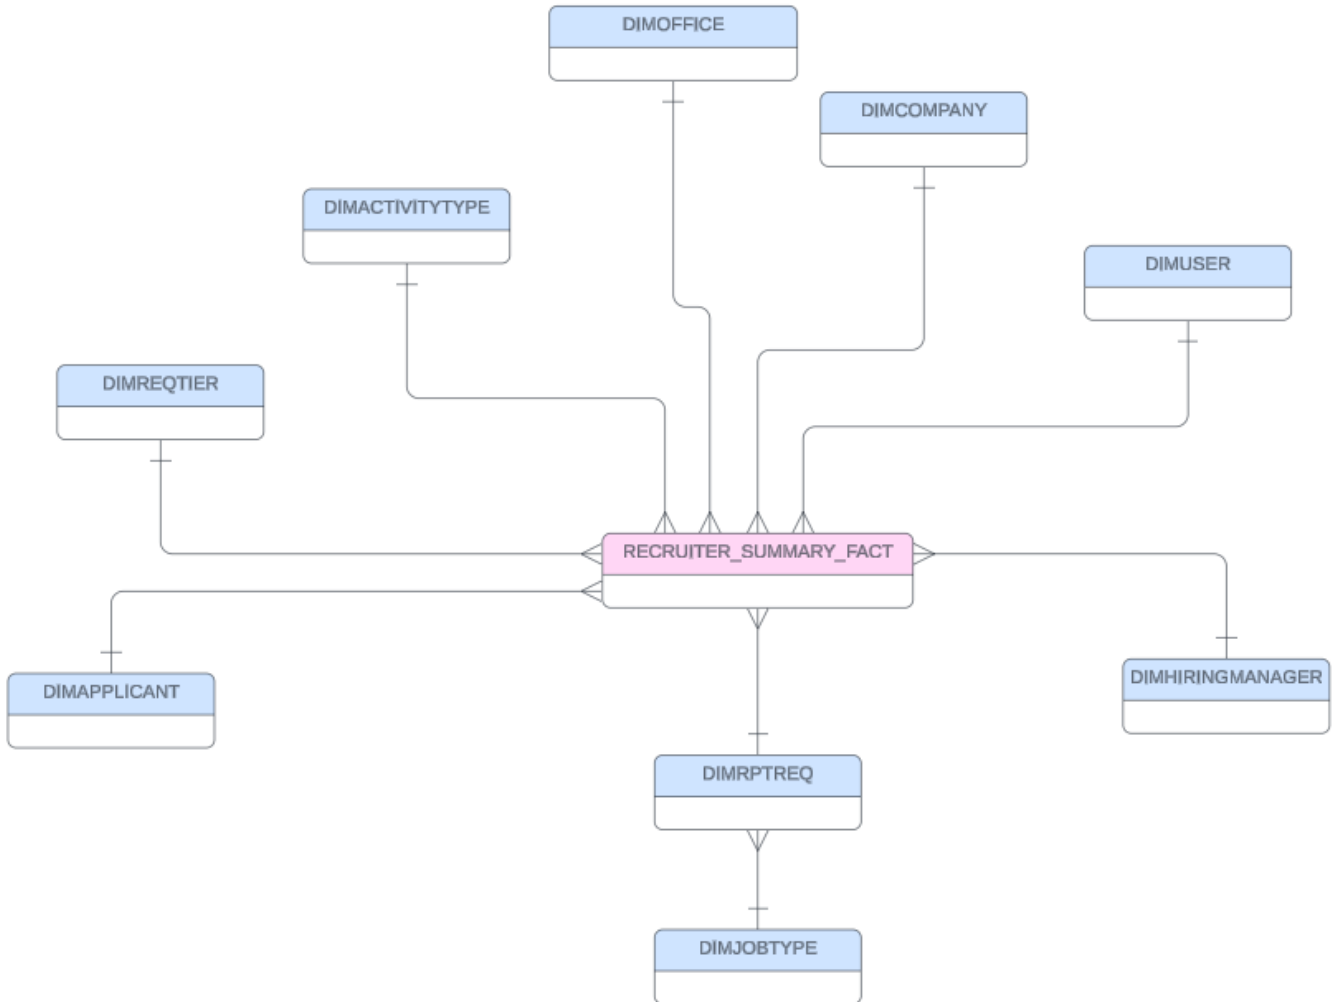 DIMOFFICE
DIMCOMPANY
DIMACTIVITYTYPE
DIMUSER
DIMREQTIER
RECRUITER_SUMMARY_FACT
DIMAPPLICANT
DIMHIRINGMANAGER
DIMRPTREQ
DIMJOBTYPE